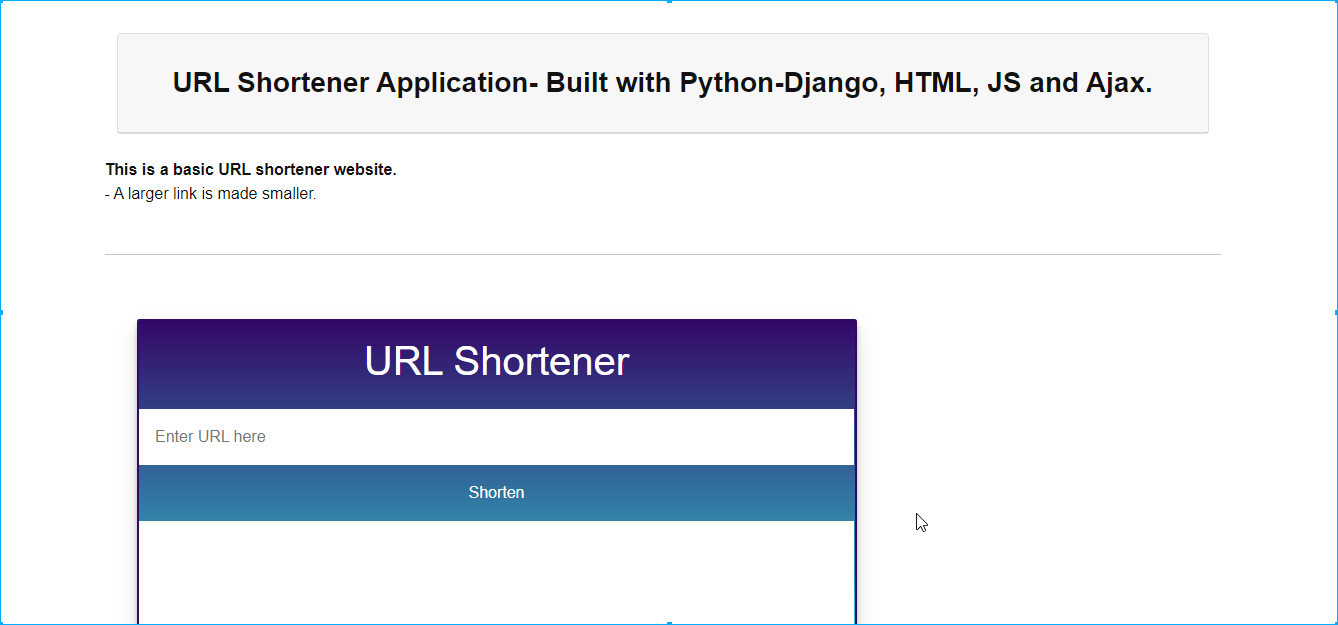 URL Shortener Application- Built with Python-Django, HTML, JS and Ajax.
This is a basic URL shortener website.
- A larger link is made smaller.
URL Shortener
Enter URL here
Shorten